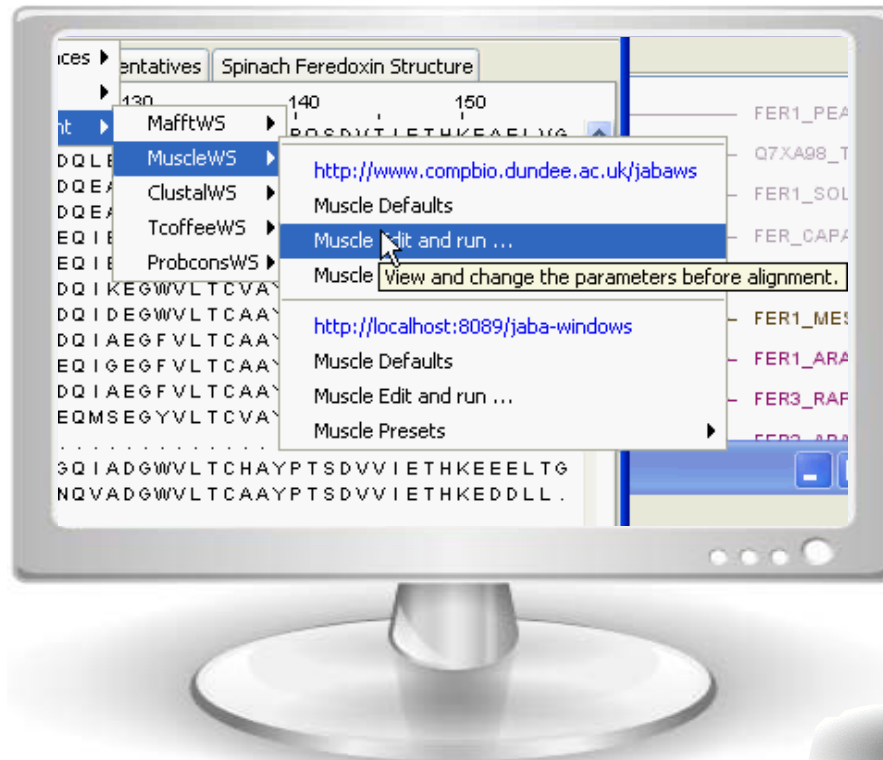 entatives Spinach Feredoxin Structure
130 140 150
MafftWS
MuscleWS
ClustalWS
TcoffeeWS
ProbconsWS
http://www.compbio.dundee.ac.uk/jabaws
Muscle Defaults
Muscle Edit and run ...
Muscle
View and change the parameters before alignment.
http://localhost:8089/jaba-windows
Muscle Defaults
Muscle Edit and run ...
Muscle Presets
DQLE
DQEA
DQEA
EQIE
EQIE
DQIKEGWVLTCVAY
DQIDEGWVLTCAAY
DQIAEGFVLTCAAY
EQIGEGFVLTCAAY
DQIAEGFVLTCAAY
EQMSEGYVLTCVAY
. . . . . . . . . . . . . .
GQIADGWVLTCHAYPTSDVVIETHKEEELTG
NQVADGWVLTCAAYPTSDVVIETHKEDDLL.
FER1_PEA
Q7XA98_T
FER1_SOL
FER_CAPA
FER1_MES
FER1_ARA
FER3_RAP